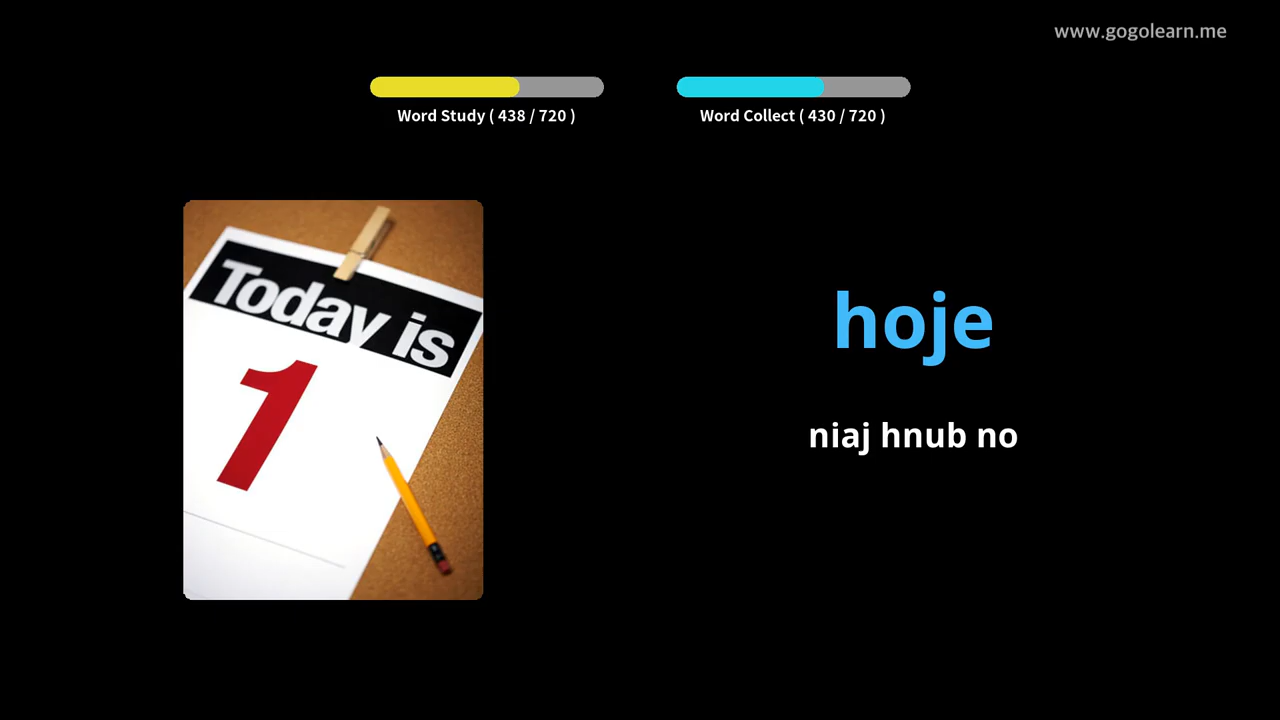 www.gogolearn.me
Word Study ( 438 / 720 )
Word Collect ( 430 / 720 )
Today is
1
hoje
niaj hnub no